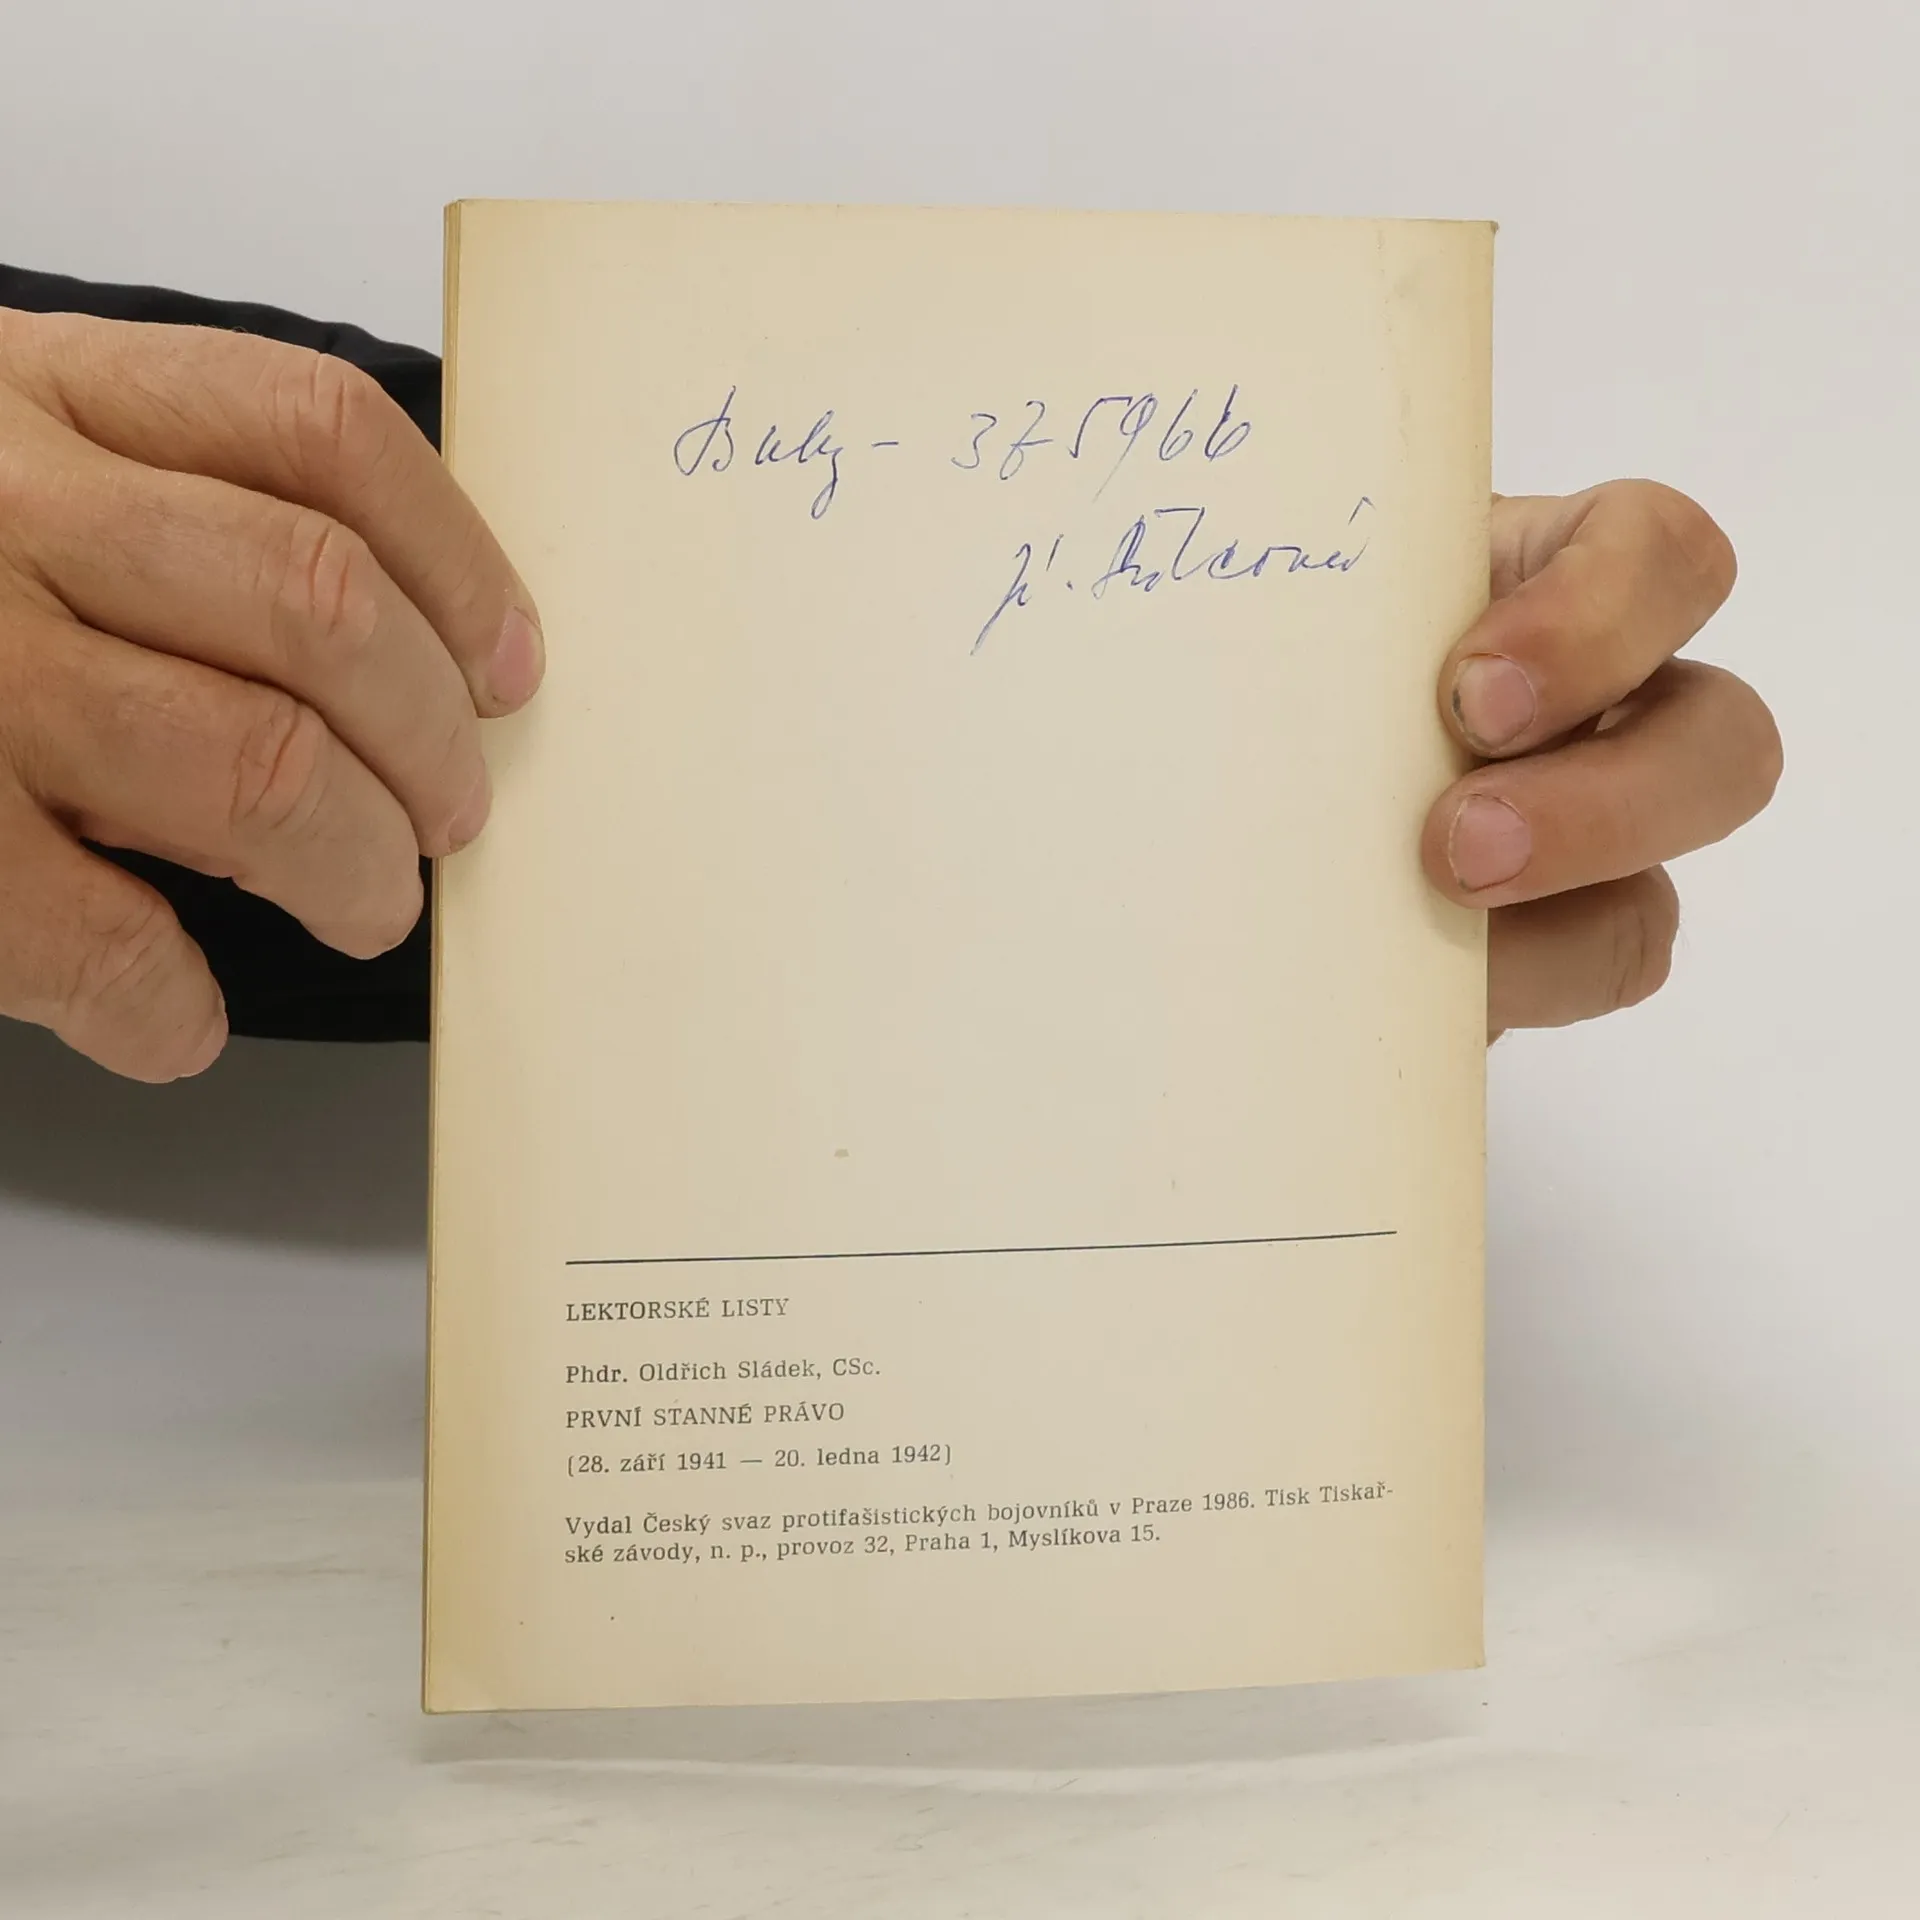 375966
LEKTORSKÉ LISTY
Phdr. Oldřich Sládek, CSc.
PRVNÍ STANNÉ PRÁVO
(28. září 1941 — 20. ledna 1942)
Vydal Český svaz protifašistických bojovníků v Praze 1986. Tisk Tiskař-
ské závody, n. p., provoz 32, Praha 1, Myslíkova 15.